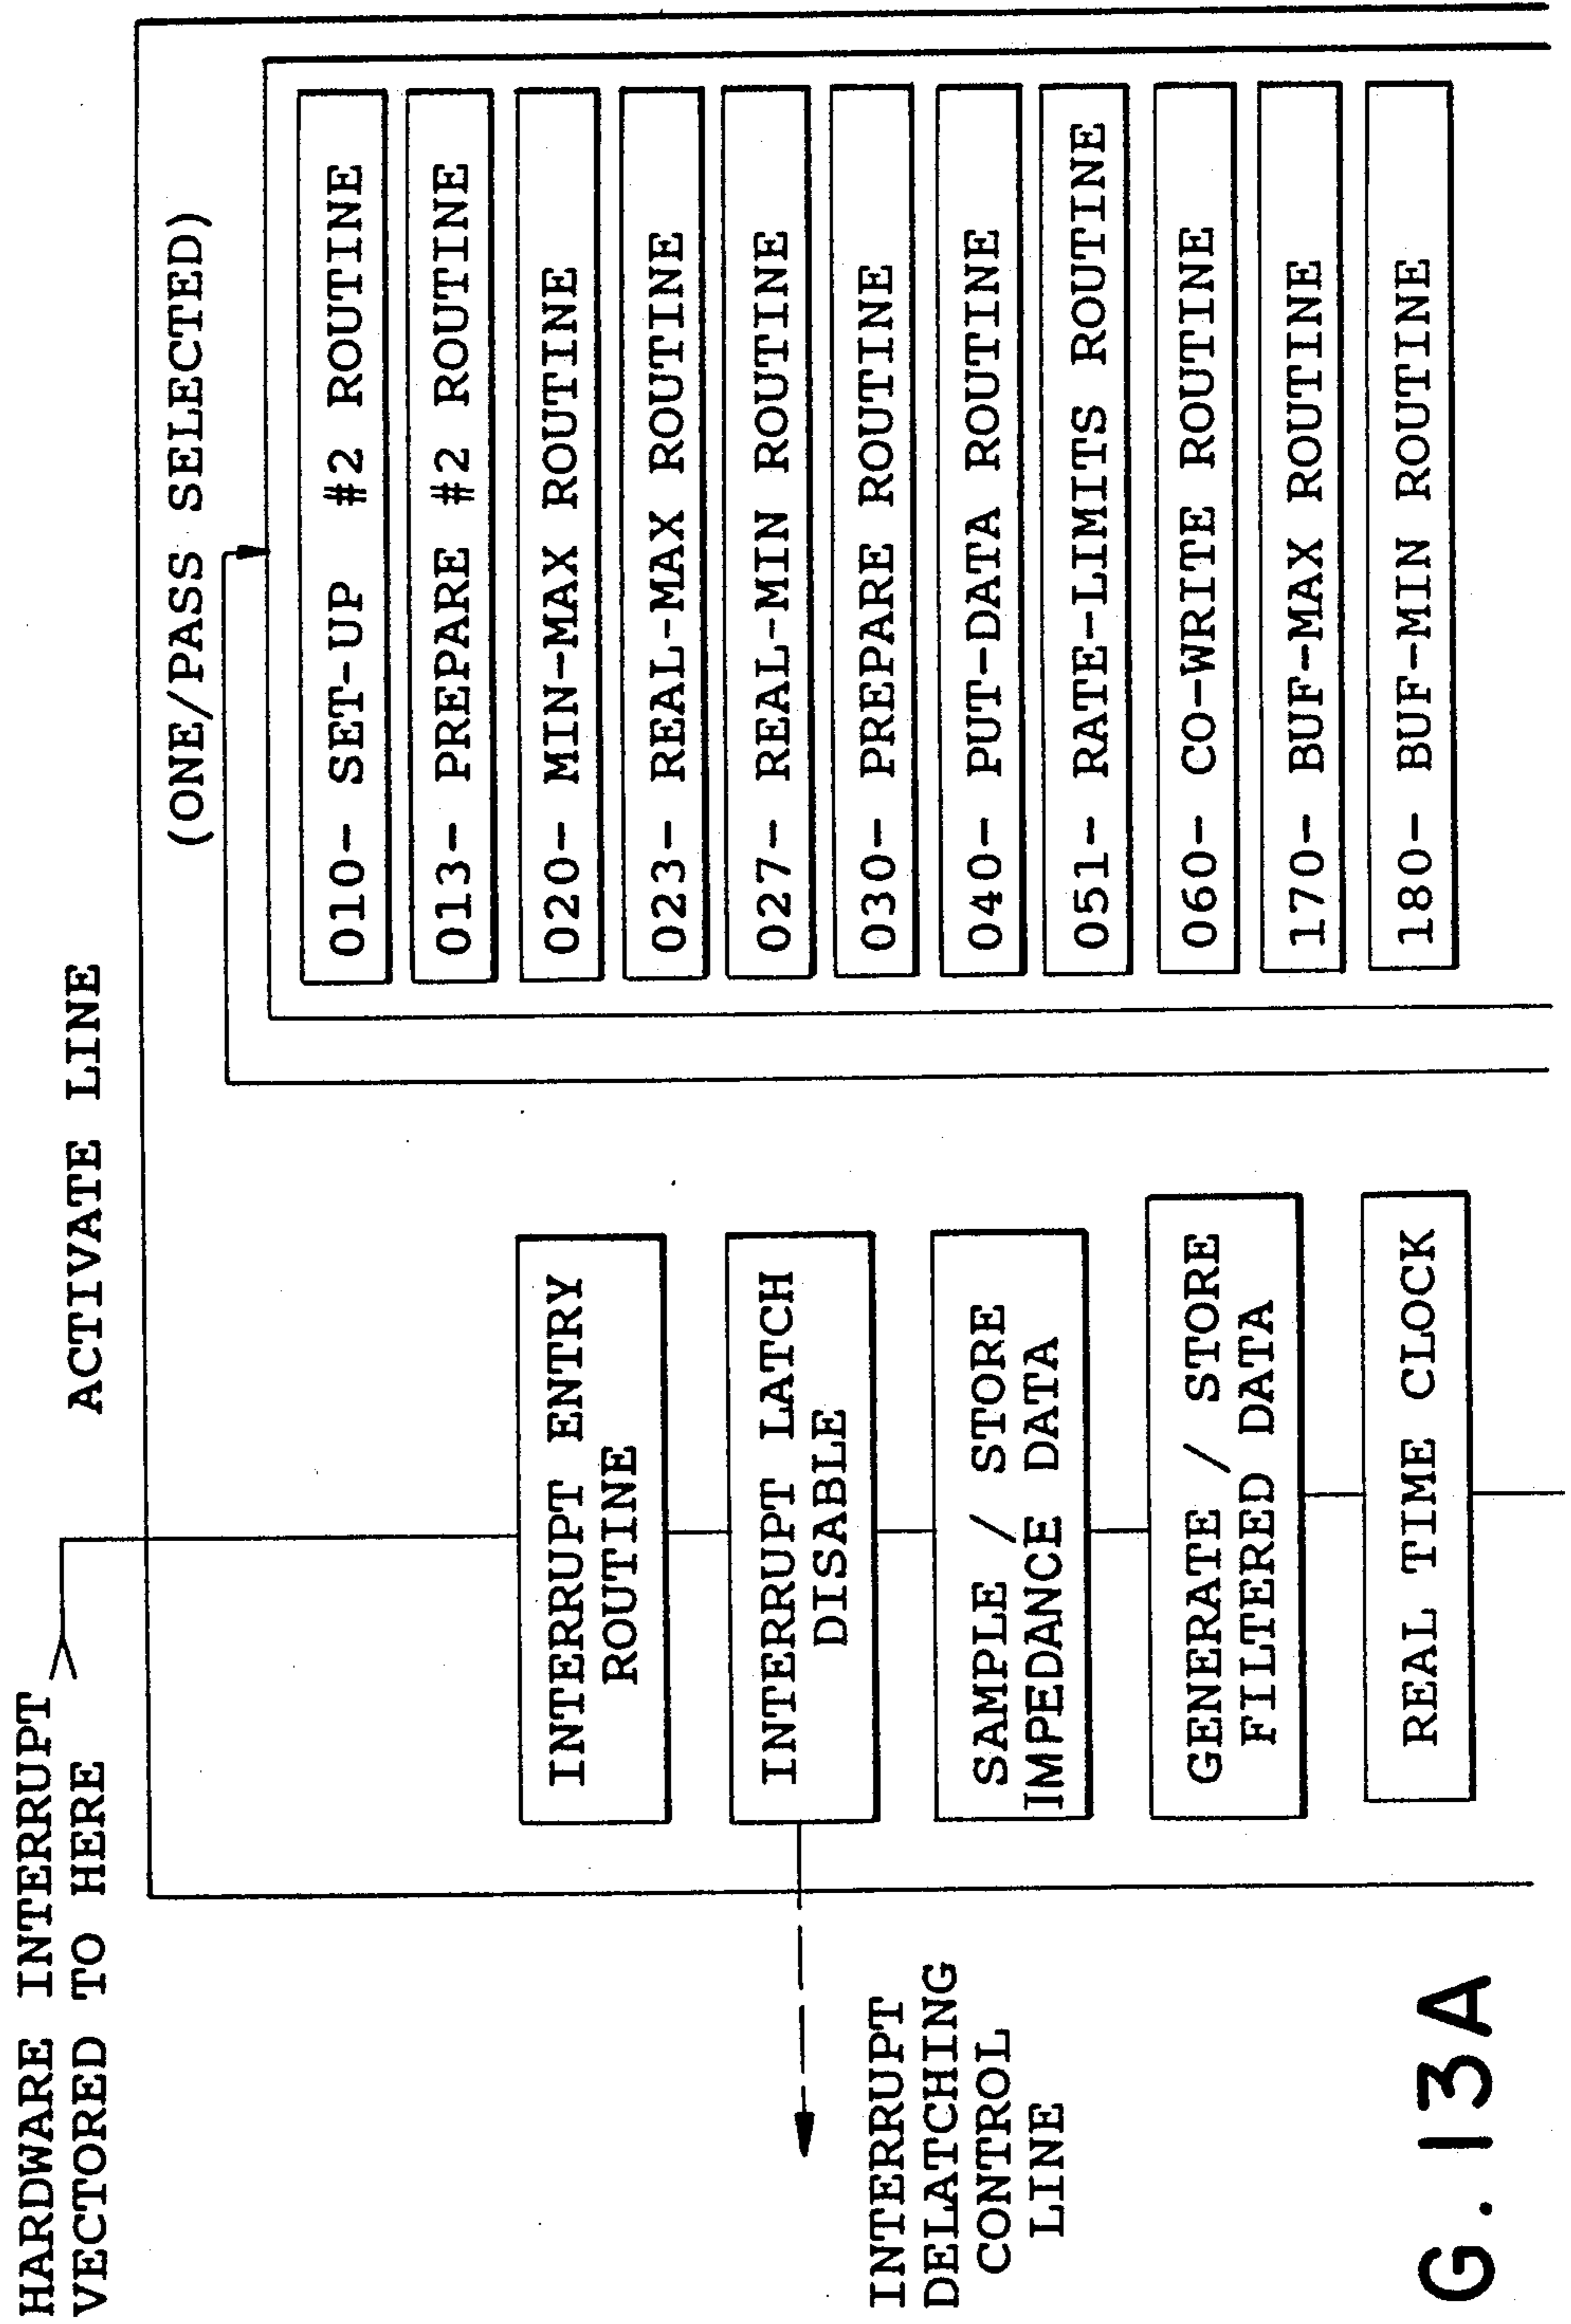 HARDWARE INTERRUPT
VECTORED TO HERE
ACTIVATE LINE
INTERRUPT ENTRY
ROUTINE
INTERRUPT LATCH
DISABLE
INTERRUPT
DELATCHING
CONTROL
LINE
SAMPLE / STORE
IMPEDANCE DATA
GENERATE / STORE
FILTERED DATA
REAL TIME CLOCK
(ONE/PASS SELECTED)
010- SET-UP #2 ROUTINE
013- PREPARE #2 ROUTINE
020- MIN-MAX ROUTINE
023- REAL-MAX ROUTINE
027- REAL-MIN ROUTINE
030- PREPARE ROUTINE
040- PUT-DATA ROUTINE
051- RATE-LIMITS ROUTINE
060- CO-WRITE ROUTINE
170- BUF-MAX ROUTINE
180- BUF-MIN ROUTINE
G. 13A